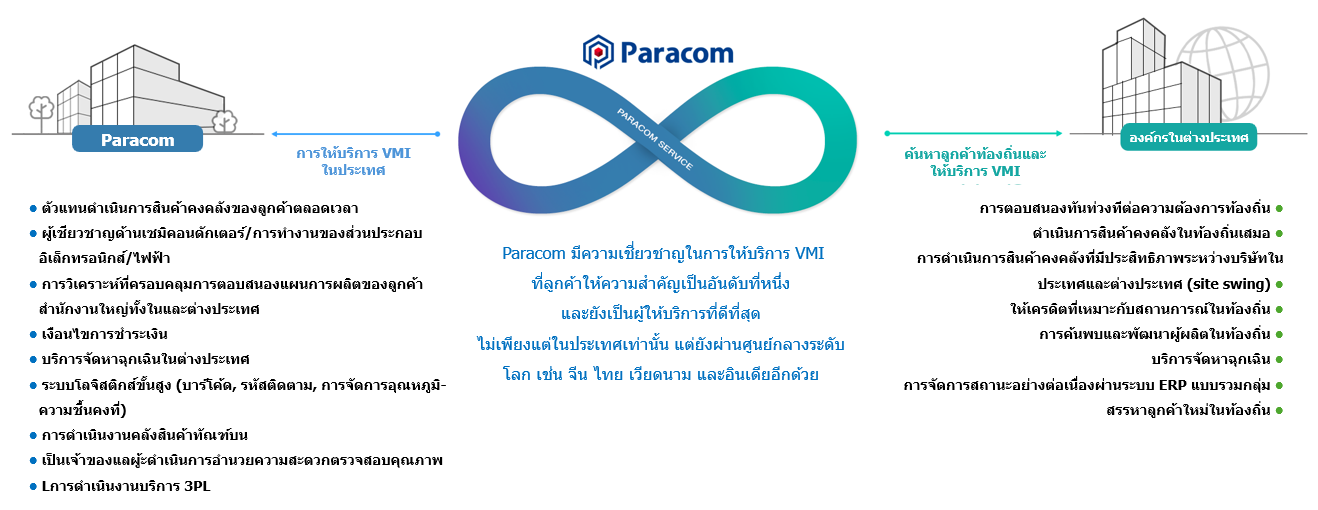 Paracom
PARACOM SERVICE
Paracom
การให้บริการ VMI
ในประเทศ
● ตัวแทนดำเนินการสินค้าคงคลังของลูกค้าตลอดเวลา
● ผู้เชี่ยวชาญด้านเซมิคอนดักเตอร์/การทำงานของส่วนประกอบ
อิเล็กทรอนิกส์/ไฟฟ้า
● การวิเคราะห์ที่ครอบคลุมการตอบสนองแผนการผลิตของลูกค้า
สำนักงานใหญ่ทั้งในและต่างประเทศ
● เงื่อนไขการชำระเงิน
● บริการจัดหาฉุกเฉินในต่างประเทศ
● ระบบโลจิสติกส์ขั้นสูง (บาร์โค้ด, รหัสติดตาม, การจัดการอุณหภูมิ-
ความชื้นคงที่)
● การดำเนินงานคลังสินค้าทัณฑ์บน
● เป็นเจ้าของแลผู้ะดำเนินการอำนวยความสะดวกตรวจสอบคุณภาพ
● Lการดำเนินงานบริการ 3PL
Paracom มีความเชี่ยวชาญในการให้บริการ VMI
ที่ลูกค้าให้ความสำคัญเป็นอันดับที่หนึ่ง
และยังเป็นผู้ให้บริการที่ดีที่สุด
ไม่เพียงแต่ในประเทศเท่านั้น แต่ยังผ่านศูนย์กลางระดับ
โลก เช่น จีน ไทย เวียดนาม และอินเดียอีกด้วย
องค์กรในต่างประเทศ
ค้นหาลูกค้าท้องถิ่นและ
ให้บริการ VMI
การตอบสนองทันท่วงทีต่อความต้องการท้องถิ่น ●
ดำเนินการสินค้าคงคลังในท้องถิ่นเสมอ ●
การดำเนินการสินค้าคงคลังที่มีประสิทธิภาพระหว่างบริษัทใน
ประเทศและต่างประเทศ (site swing) ●
ให้เครดิตที่เหมาะกับสถานการณ์ในท้องถิ่น ●
การค้นพบและพัฒนาผู้ผลิตในท้องถิ่น ●
บริการจัดหาฉุกเฉิน ●
การจัดการสถานะอย่างต่อเนื่องผ่านระบบ ERP แบบรวมกลุ่ม ●
สรรหาลูกค้าใหม่ในท้องถิ่น ●